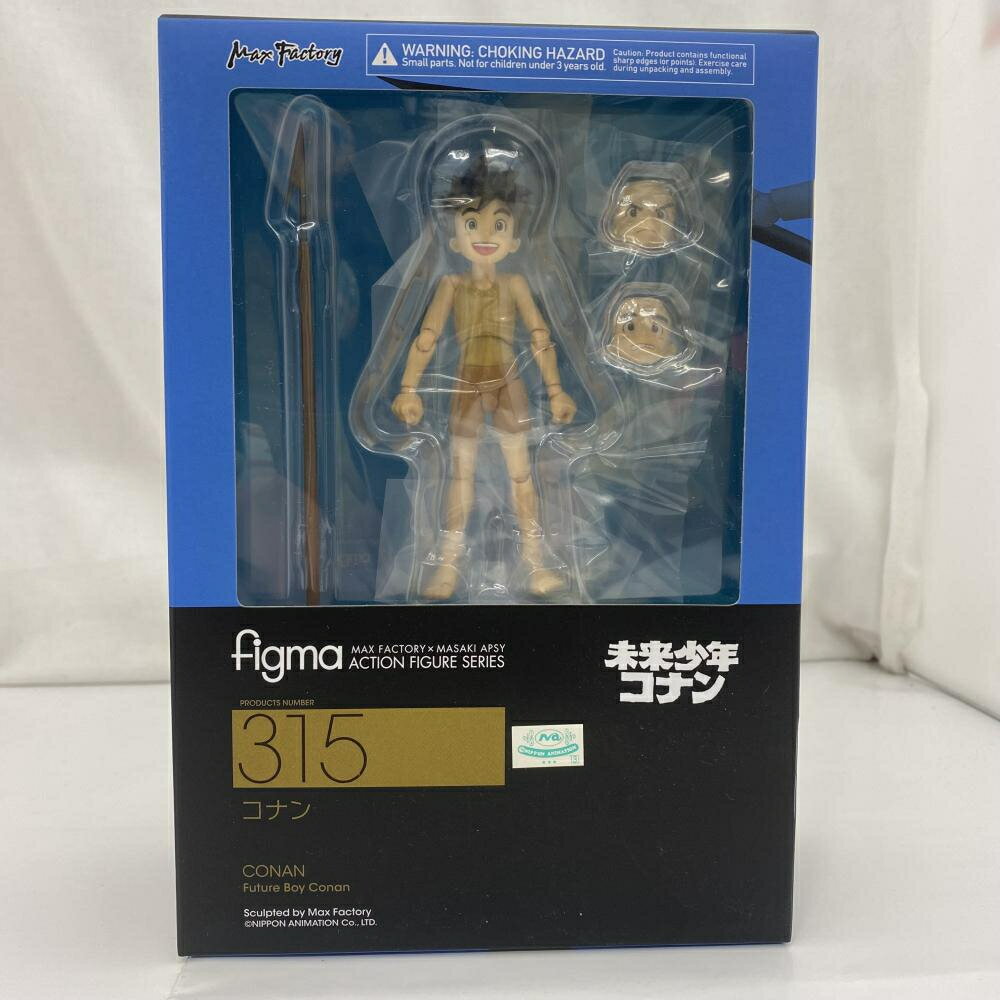 Max Factory
WARNING: CHOKING HAZARD
Small parts. Not for children under 3 years old.
Caution: Product contains functional
sharp edges (or points). Exercise care
during unpacking and assembly.
figma
MAX FACTORY × MASAKI APSY
ACTION FIGURE SERIES
未来少年
コナン
PRODUCTS NUMBER
315
©NIPPON ANIMATION
コナン
CONAN
Future Boy Conan
Sculpted by Max Factory
©NIPPON ANIMATION Co., LTD.